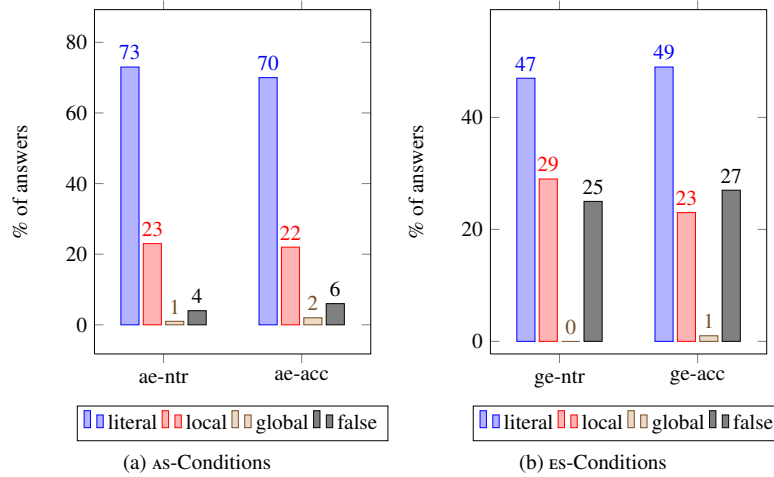 % of answers
80
60
40
20
0
73
23
1
4
70
22
2
6
ae-ntr
ae-acc
literal local global false
(a) AS-Conditions
% of answers
40
20
0
47
29
0
25
49
23
1
27
ge-ntr
ge-acc
literal local global false
(b) ES-Conditions